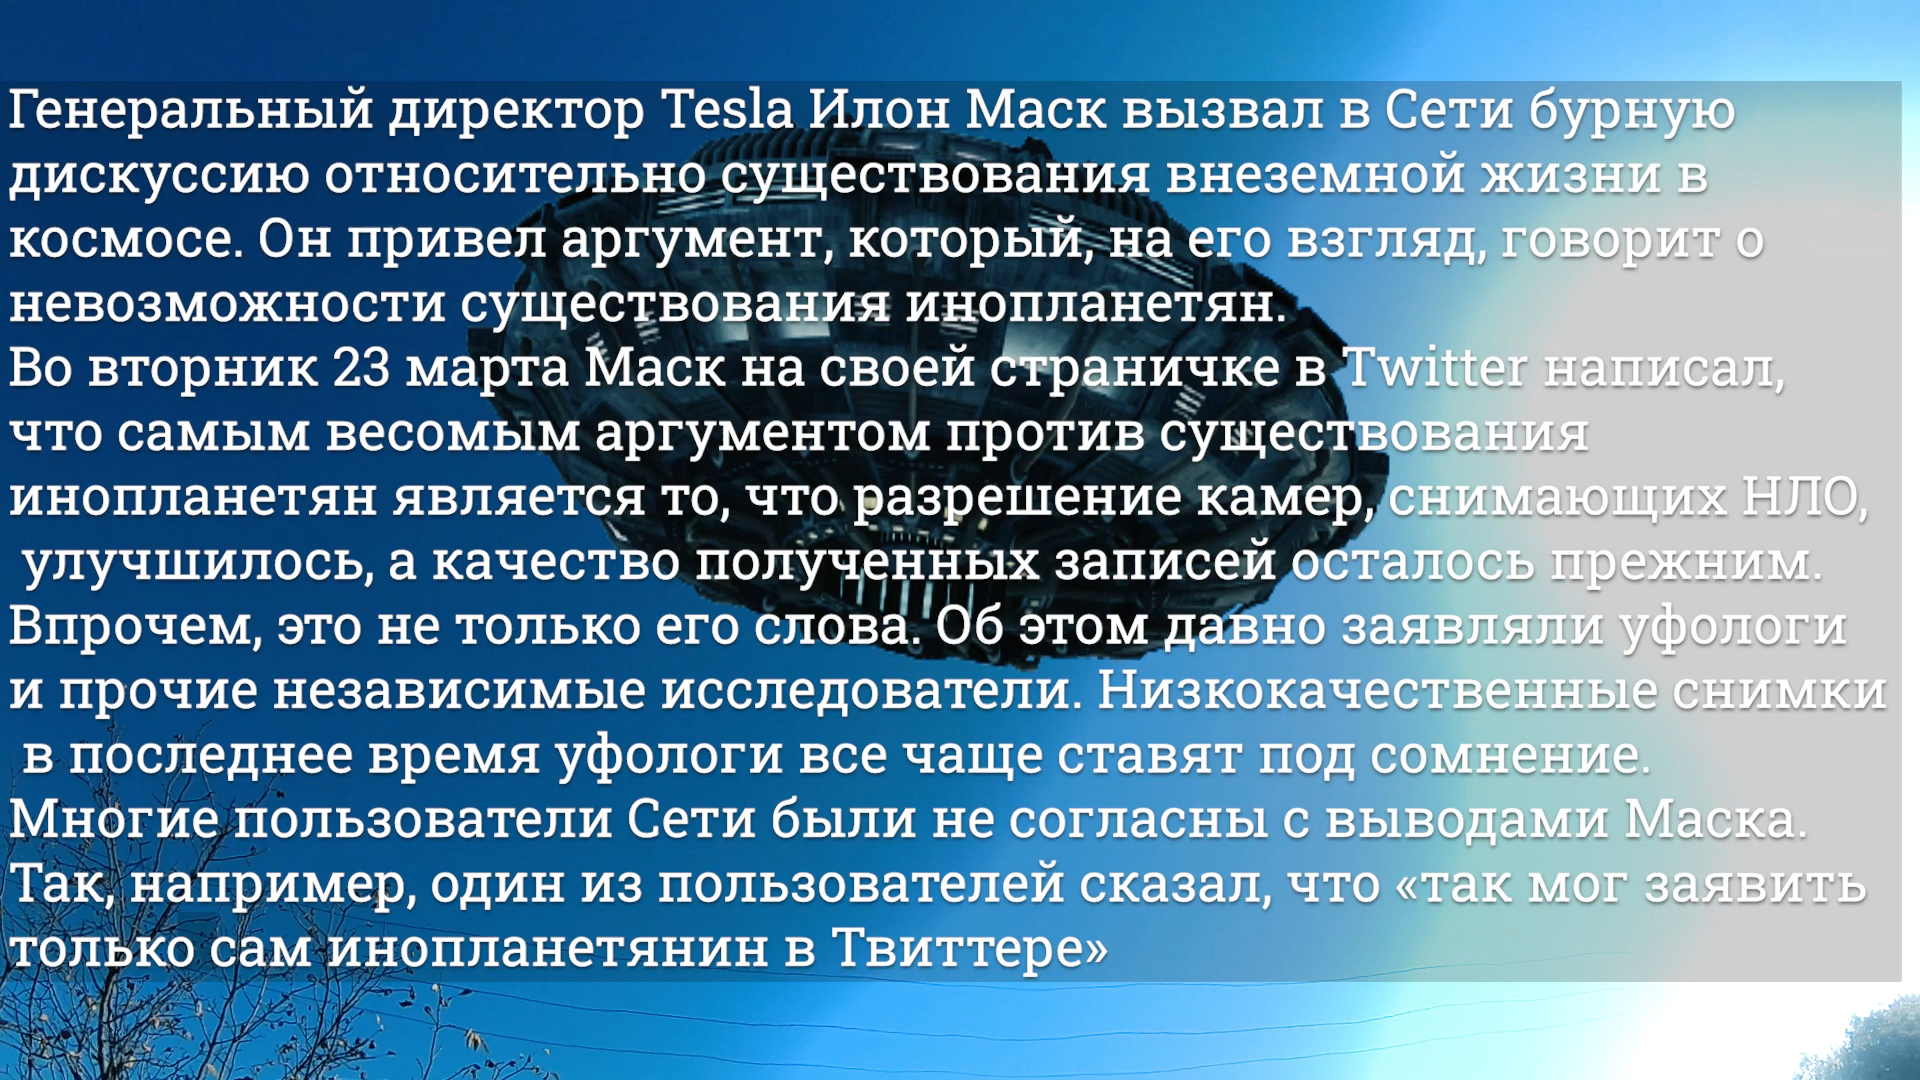 Генеральный директор Tesla Илон Маск вызвал в Сети бурную
дискуссию относительно существования внеземной жизни в
космосе. Он привел аргумент, который, на его взгляд, говорит о
невозможности существования инопланетян.
Во вторник 23 марта Маск на своей страничке в Twitter написал,
что самым весомым аргументом против существования
инопланетян является то, что разрешение камер, снимающих НЛО,
улучшилось, а качество полученных записей осталось прежним.
Впрочем, это не только его слова. Об этом давно заявляли уфологи
и прочие независимые исследователи. Низкокачественные снимки
в последнее время уфологи все чаще ставят под сомнение.
Многие пользователи Сети были не согласны с выводами Маска.
Так, например, один из пользователей сказал, что «так мог заявить
только сам инопланетянин в Твиттере»